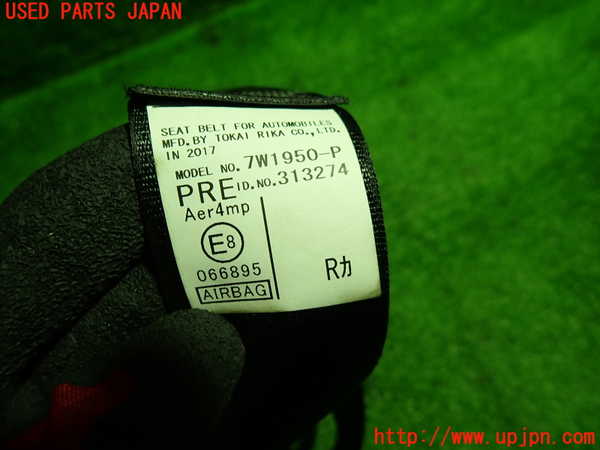 USED PARTS JAPAN
SEAT BELT FOR AUTOMOBILES
MFD.BY TOKAI RIKA CO.,LTD.
IN 2017
MODEL NO.7W1950-P
PRE ID.NO.313274
Aer4mp
E8
066895
AIRBAG
Rカ
http://www.upjpn.com/